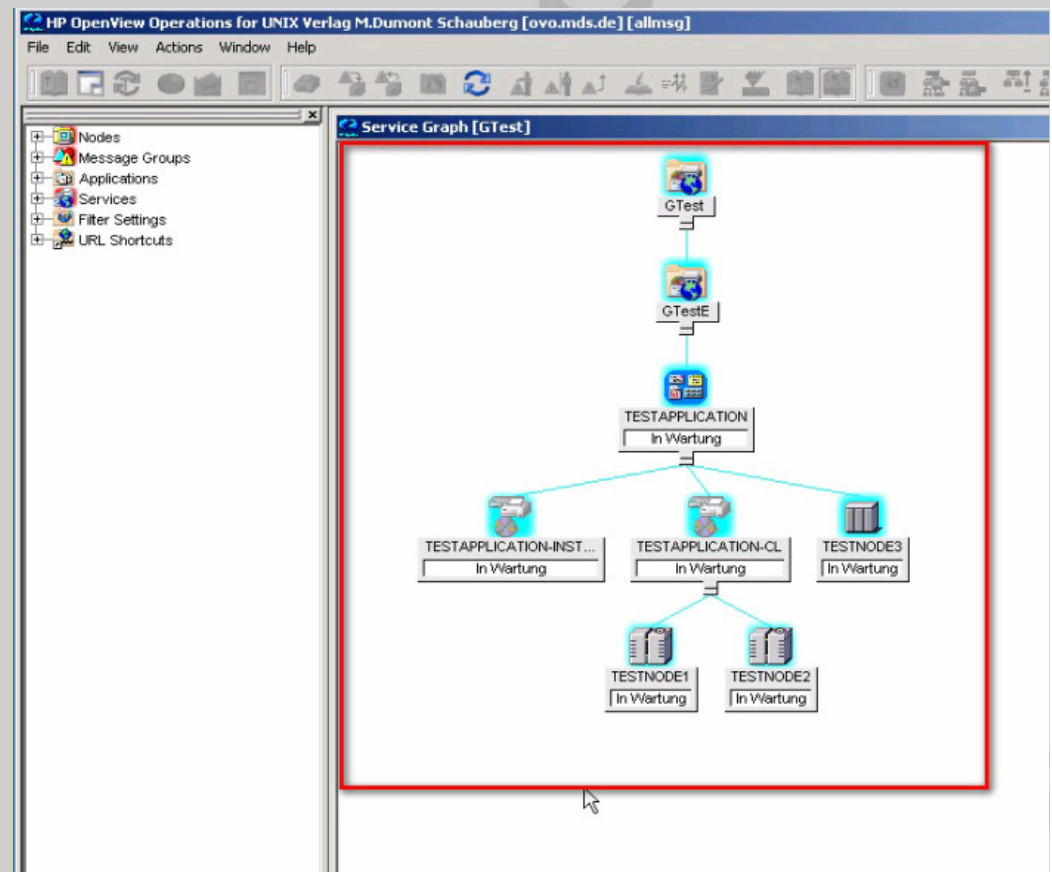 HP OpenView Operations for UNIX Verlag M.Dumont Schauberg [ovo.mds.de] [allmsg]
File Edit View Actions Window Help
Nodes
Message Groups
Applications
Services
Filter Settings
URL Shortcuts
Service Graph [GTest]
GTest
GTestE
TESTAPPLICATION
In Wartung
TESTAPPLICATION-INST... TESTAPPLICATION-CL TESTNODE3
In Wartung In Wartung In Wartung
TESTNODE1 TESTNODE2
In Wartung In Wartung